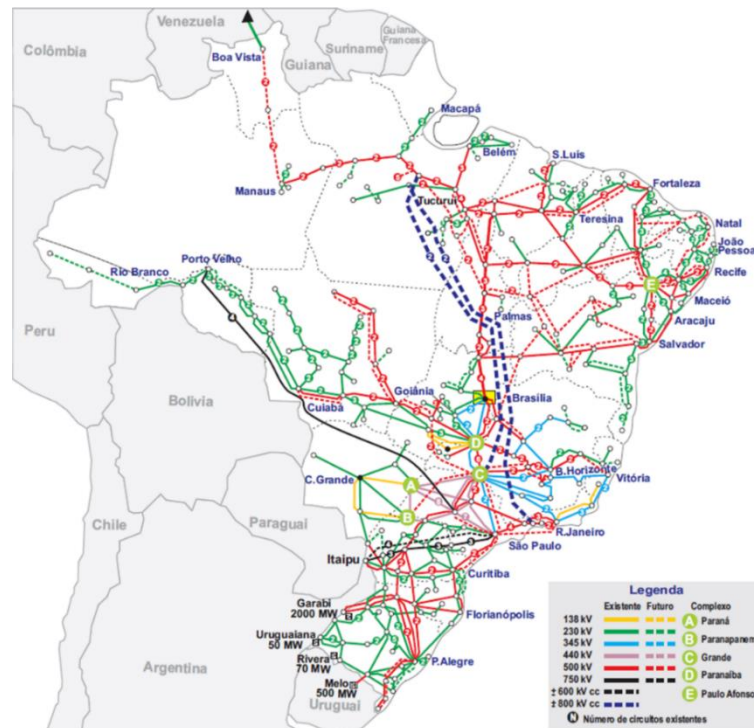 Venezuela
Guiana
Francesa
Suriname
Colômbia
Guiana
Boa Vista
Macapá
Belém
S.Luis
Manaus
Fortaleza
Tucuruí
Teresina
Natal
João
Pessoa
Porto Velho
Recife
Rio Branco
E
Maceió
Palmas
Aracaju
Peru
Salvador
Goiânia
Brasília
Bolivia
Cuiabá
D
B.Horizonte
C.Grande
C
Vitória
A
Chile
B
Paraguai
R.Janeiro
São Paulo
Itaipu
Curitiba
Legenda
Garabi
2000 MW
Existente Futuro Complexo
Florianópolis
138 kV A Paraná
Uruguaiana
50 MW
230 kV B Paranapanem
345 kV
Rivera
70 MW
440 kV C Grande
P.Alegre
Argentina
500 kV D Paranaíba
Melo
500 MW
750 kV
Uruguai
± 600 kV cc E Paulo Afonso
± 800 kV cc
N Número de circuitos existentes